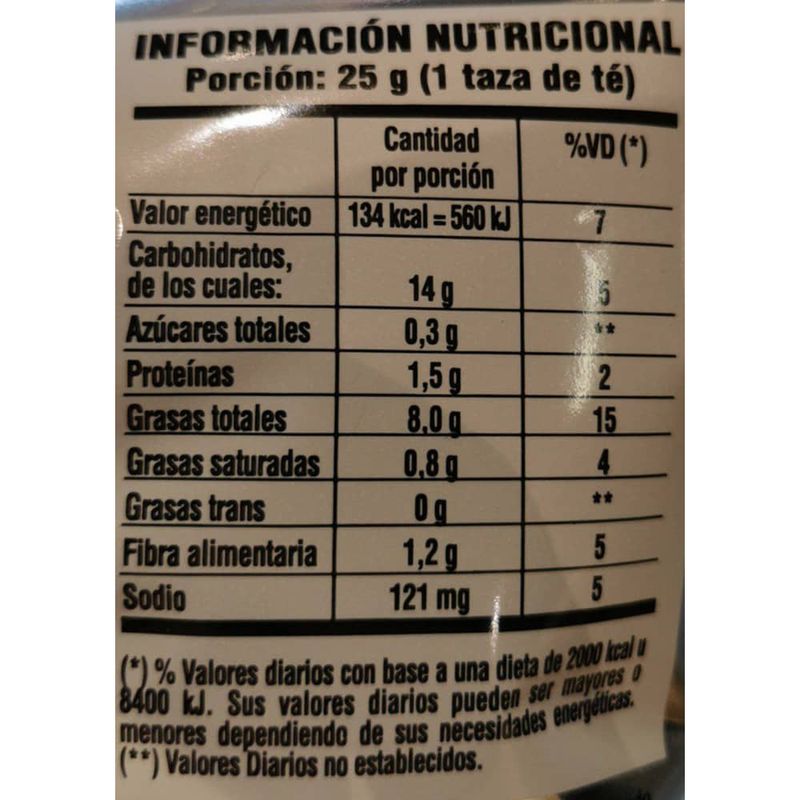 INFORMACIÓN NUTRICIONAL
Porción: 25 g (1 taza de té)
Cantidad por porción %VD (*)
Valor energético 134 kcal = 560 kJ 7
Carbohidratos,
de los cuales: 14 g 5
Azúcares totales 0,3 g **
Proteínas 1,5 g 2
Grasas totales 8,0 g 15
Grasas saturadas 0,8 g 4
Grasas trans 0 g **
Fibra alimentaria 1,2 g 5
Sodio 121 mg 5
(*) % Valores diarios con base a una dieta de 2000 kcal u
8400 kJ. Sus valores diarios pueden ser mayores o
menores dependiendo de sus necesidades energéticas.
(**) Valores Diarios no establecidos.